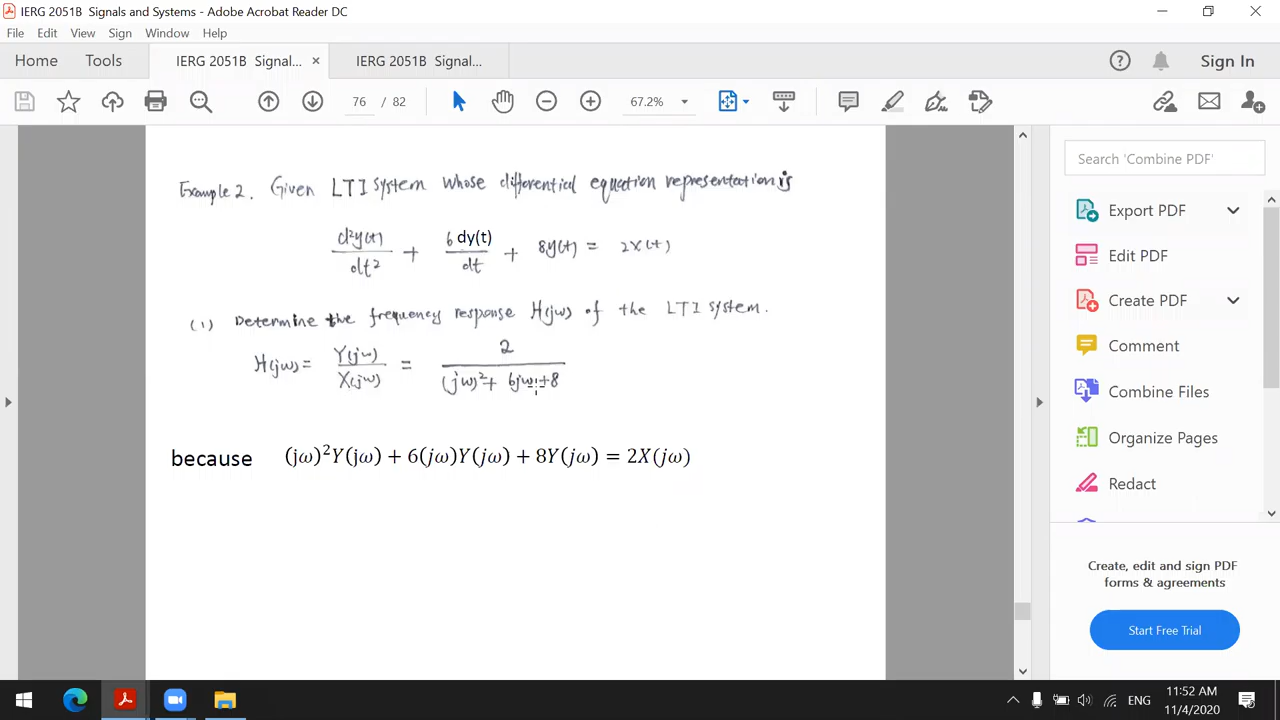 IERG 2051B Signals and Systems - Adobe Acrobat Reader DC
File Edit View Sign Window Help
Home Tools IERG 2051B Signal... × IERG 2051B Signal...
? Sign In
76 / 82 67.2%
Search 'Combine PDF'
Example 2. Given LTI system whose differential equation representation is
d²y(t)/dt² + 6 dy(t)/dt + 8y(t) = 2x(t)
(1) Determine the frequency response H(jω) of the LTI system.
H(jω) = Y(jω)/X(jω) = 2/((jω)² + 6jω + 8)
because (jω)²Y(jω) + 6(jω)Y(jω) + 8Y(jω) = 2X(jω)
Export PDF
Edit PDF
Create PDF
Comment
Combine Files
Organize Pages
Redact
Create, edit and sign PDF
forms & agreements
Start Free Trial
ENG
11:52 AM
11/4/2020